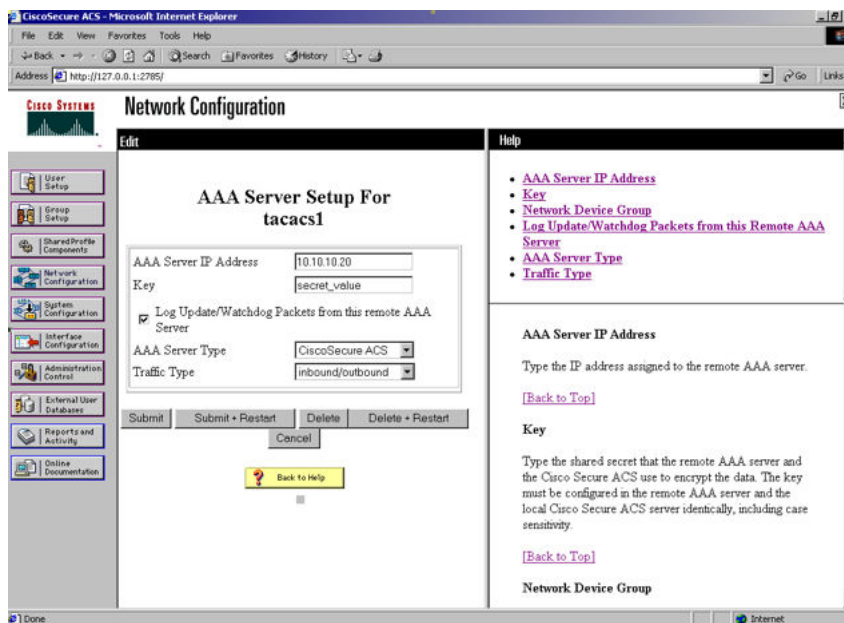 CiscoSecure ACS - Microsoft Internet Explorer
File Edit View Favorites Tools Help
Back Search Favorites History
Address http://127.0.0.1:2785/ Go Links
CISCO SYSTEMS
Network Configuration
User Setup
Group Setup
Shared Profile Components
Network Configuration
System Configuration
Interface Configuration
Administration Control
External User Databases
Reports and Activity
Online Documentation
Edit
AAA Server Setup For
tacacs1
AAA Server IP Address 10.10.10.20
Key secret_value
Log Update/Watchdog Packets from this remote AAA
Server
AAA Server Type CiscoSecure ACS
Traffic Type inbound/outbound
Submit Submit + Restart Delete Delete + Restart
Cancel
? Back to Help
Help
AAA Server IP Address
Key
Network Device Group
Log Update/Watchdog Packets from this Remote AAA
Server
AAA Server Type
Traffic Type
AAA Server IP Address
Type the IP address assigned to the remote AAA server.
[Back to Top]
Key
Type the shared secret that the remote AAA server and
the Cisco Secure ACS use to encrypt the data. The key
must be configured in the remote AAA server and the
local Cisco Secure ACS server identically, including case
sensitivity.
[Back to Top]
Network Device Group
Done Internet